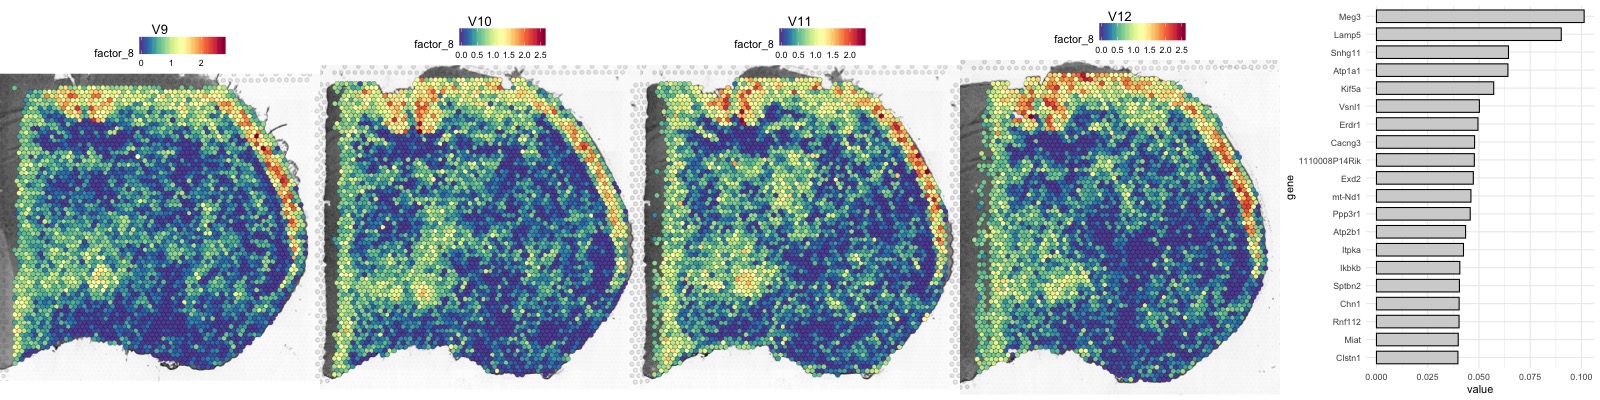 V9
factor_8
0 1 2
V10
factor_8
0.0 0.5 1.0 1.5 2.0 2.5
V11
factor_8
0.0 0.5 1.0 1.5 2.0
V12
factor_8
0.0 0.5 1.0 1.5 2.0 2.5
gene
Meg3
Lamp5
Snhg11
Atp1a1
Kif5a
Vsnl1
Erdr1
Cacng3
1110008P14Rik
Exd2
mt-Nd1
Ppp3r1
Atp2b1
Itpka
Ikbkb
Sptbn2
Chn1
Rnf112
Miat
Clstn1
0.000 0.025 0.050 0.075 0.100
value